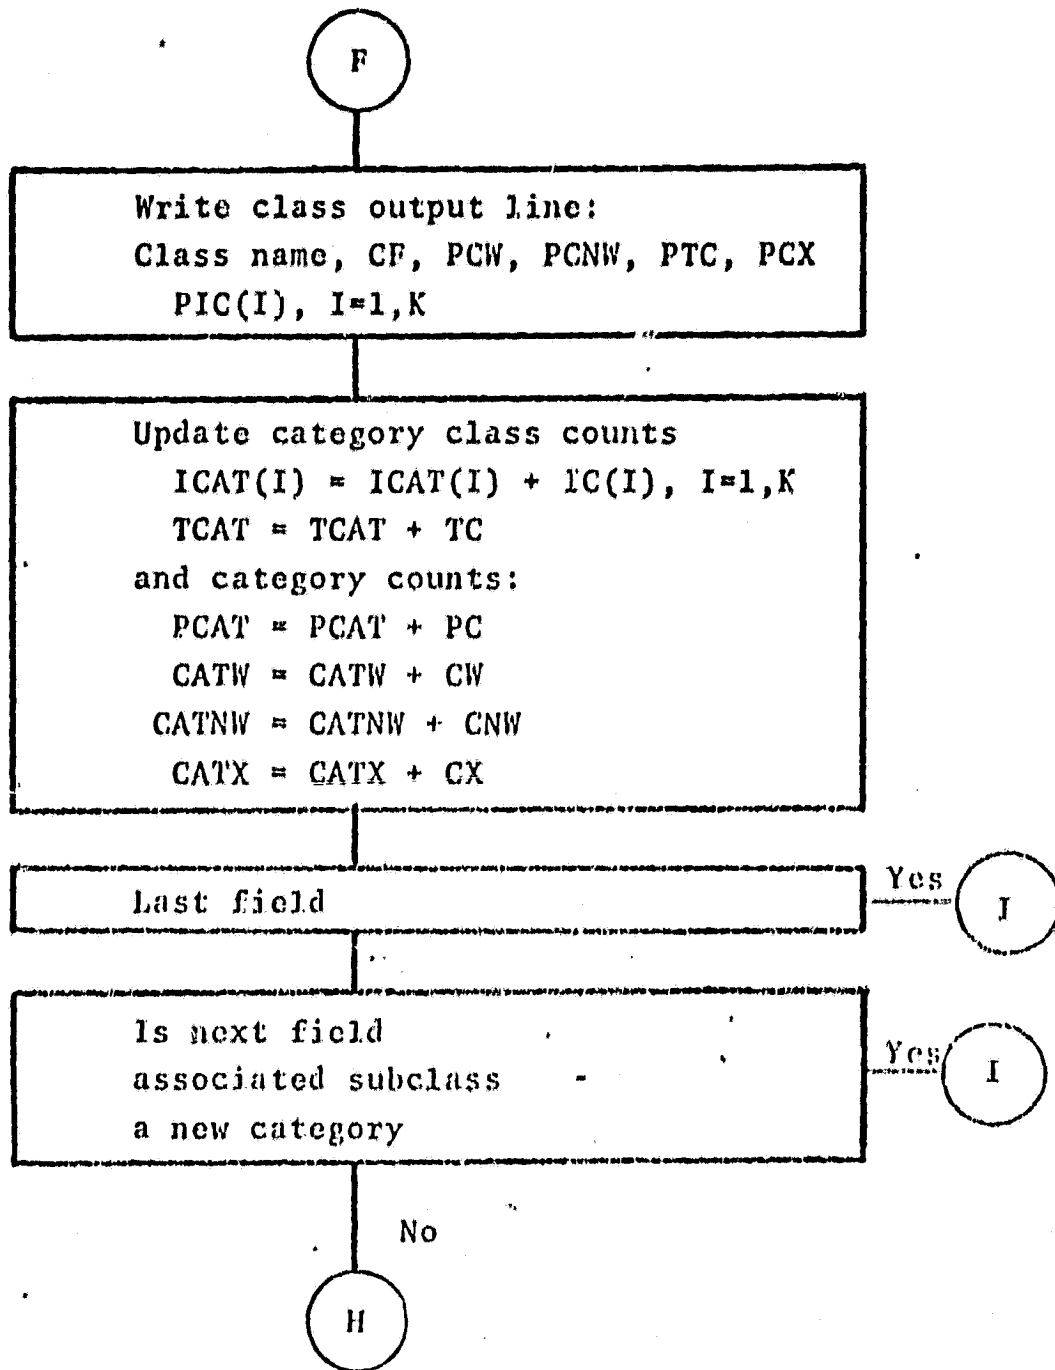 F
Write class output line:
Class name, CF, PCW, PCNW, PTC, PCX
PIC(I), I=1,K
Update category class counts
ICAT(I) = ICAT(I) + IC(I), I=1,K
TCAT = TCAT + TC
and category counts:
PCAT = PCAT + PC
CATW = CATW + CW
CATNW = CATNW + CNW
CATX = CATX + CX
Last field
Yes
I
Is next field
associated subclass
a new category
Yes
I
No
H